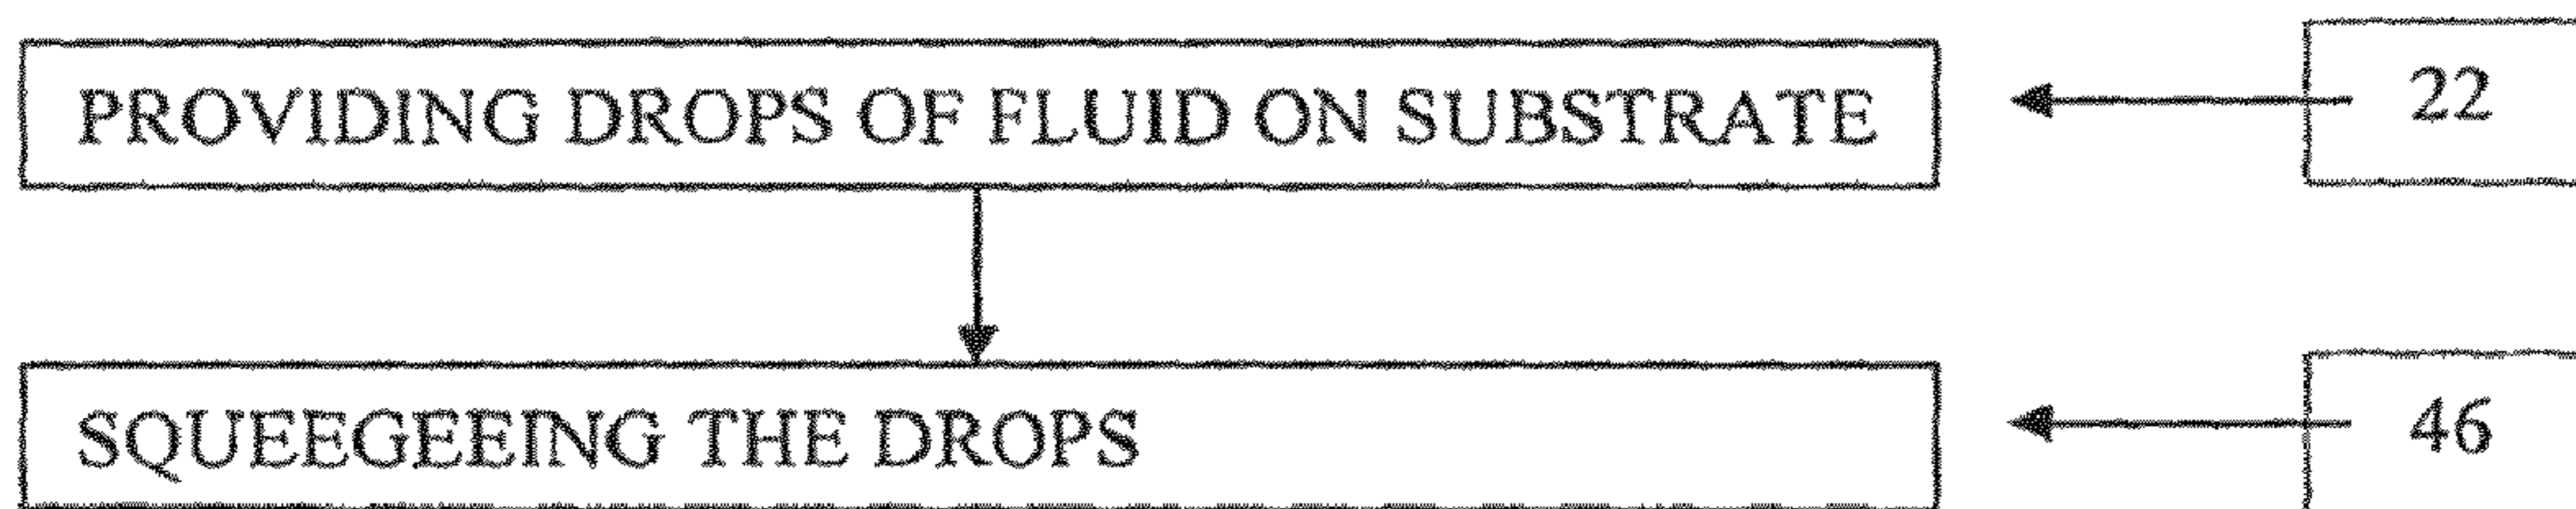 PROVIDING DROPS OF FLUID ON SUBSTRATE 22
SQUEEGEEING THE DROPS 46